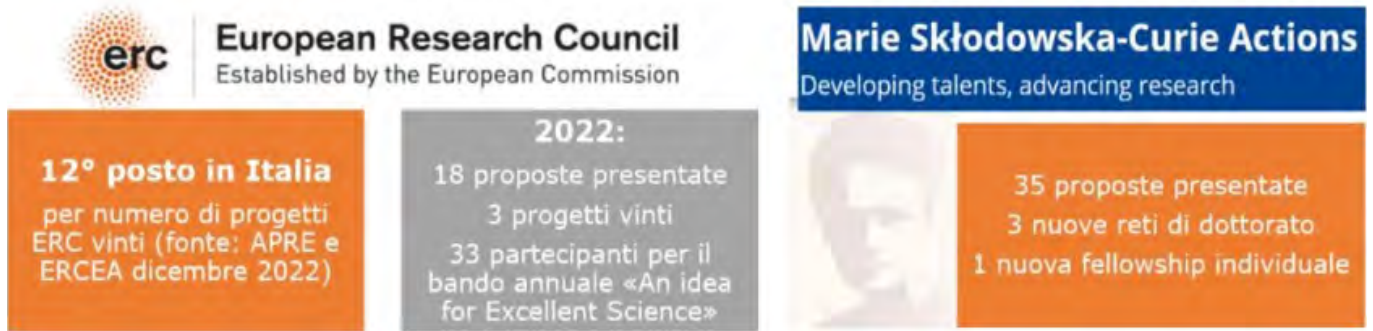 erc
European Research Council
Established by the European Commission
12° posto in Italia
per numero di progetti
ERC vinti (fonte: APRE e
ERCEA dicembre 2022)
2022:
18 proposte presentate
3 progetti vinti
33 partecipanti per il
bando annuale «An idea
for Excellent Science»
Marie Skłodowska-Curie Actions
Developing talents, advancing research
35 proposte presentate
3 nuove reti di dottorato
1 nuova fellowship individuale